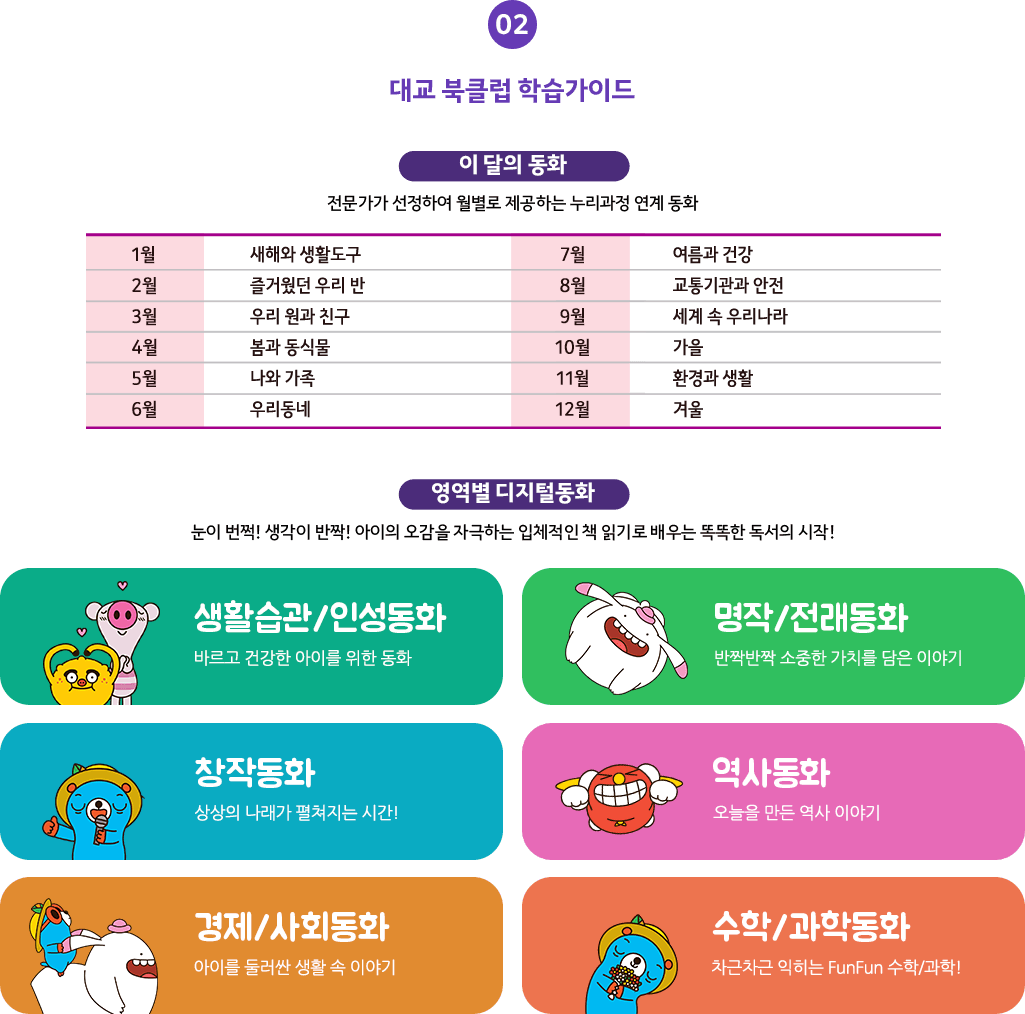 02
대교 북클럽 학습가이드
이 달의 동화
전문가가 선정하여 월별로 제공하는 누리과정 연계 동화
1월 새해와 생활도구 7월 여름과 건강
2월 즐거웠던 우리 반 8월 교통기관과 안전
3월 우리 원과 친구 9월 세계 속 우리나라
4월 봄과 동식물 10월 가을
5월 나와 가족 11월 환경과 생활
6월 우리동네 12월 겨울
영역별 디지털동화
눈이 번쩍! 생각이 반짝! 아이의 오감을 자극하는 입체적인 책 읽기로 배우는 똑똑한 독서의 시작!
생활습관/인성동화
바르고 건강한 아이를 위한 동화
명작/전래동화
반짝반짝 소중한 가치를 담은 이야기
창작동화
상상의 나래가 펼쳐지는 시간!
역사동화
오늘을 만든 역사 이야기
경제/사회동화
아이를 둘러싼 생활 속 이야기
수학/과학동화
차근차근 익히는 FunFun 수학/과학!